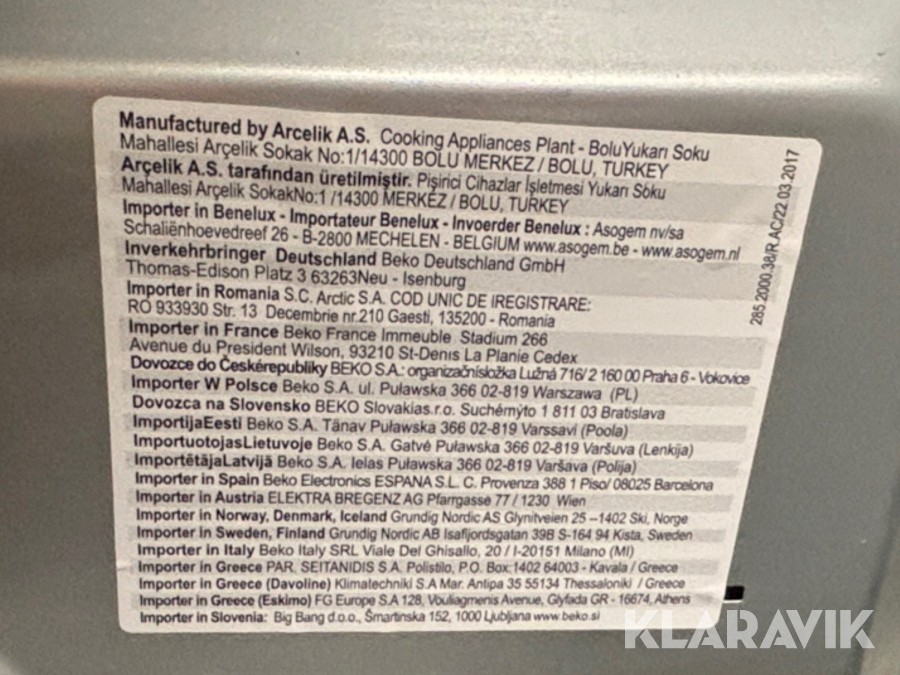 Manufactured by Arcelik A.S. Cooking Appliances Plant - BoluYukarı Soku
Mahallesi Arçelik Sokak No:1/14300 BOLU MERKEZ / BOLU, TURKEY
Arçelik A.S. tarafından üretilmiştir. Pişirici Cihazlar İşletmesi Yukarı Söku
Mahallesi Arçelik SokakNo:1 /14300 MERKEZ / BOLU, TURKEY
Importer in Benelux - Importateur Benelux - Invoerder Benelux : Asogem nv/sa
Schaliënhoevedreef 26 - B-2800 MECHELEN - BELGIUM www.asogem.be - www.asogem.nl
Inverkehrbringer Deutschland Beko Deutschland GmbH
Thomas-Edison Platz 3 63263Neu - Isenburg
Importer in Romania S.C. Arctic S.A. COD UNIC DE IREGISTRARE:
RO 933930 Str. 13 Decembrie nr.210 Gaesti, 135200 - Romania
Importer in France Beko France Immeuble Stadium 266
Avenue du President Wilson, 93210 St-Denıs La Planie Cedex
Dovozce do Českérepubliky BEKO S.A.: organizačnísložka Lužná 716/ 2 160 00 Praha 6 - Vokovice
Importer W Polsce Beko S.A. ul. Puławska 366 02-819 Warszawa (PL)
Dovozca na Slovensko BEKO Slovakias.r.o. Suchémýto 1 811 03 Bratislava
ImportijaEesti Beko S.A. Tänav Puławska 366 02-819 Varssavi (Poola)
ImportuotojasLietuvoje Beko S.A. Gatvė Puławska 366 02-819 Varšuva (Lenkija)
ImportētājaLatvijā Beko S.A. Ielas Puławska 366 02-819 Varšava (Polija)
Importer in Spain Beko Electronics ESPANA S.L. C. Provenza 388 1 Piso/ 08025 Barcelona
Importer in Austria ELEKTRA BREGENZ AG Pfarrgasse 77 / 1230 Wien
Importer in Norway, Denmark, Iceland Grundig Nordic AS Glynitveien 25 –1402 Ski, Norge
Importer in Sweden, Finland Grundig Nordic AB Isafjordsgatan 39B S-164 94 Kista, Sweden
Importer in Italy Beko Italy SRL Viale Del Ghisallo, 20 / I-20151 Milano (MI)
Importer in Greece PAR. SEITANIDIS S.A. Polistilo, P.O. Box:1402 64003 - Kavala / Greece
Importer in Greece (Davoline) Klimatechniki S.A Mar. Antipa 35 55134 Thessaloniki / Greece
Importer in Greece (Eskimo) FG Europe S.A 128, Vouliagmenis Avenue, Glyfada GR - 16674, Athens
Importer in Slovenia: Big Bang d.o.o., Šmartinska 152, 1000 Ljubljana www.beko.si
285.2000.38/R.AC/22.03.2017
KLARAVIK